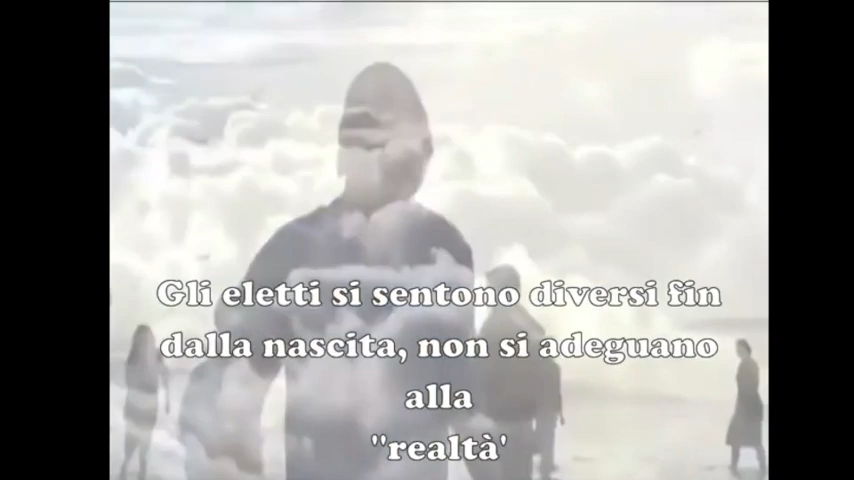 Gli eletti si sentono diversi fin
dalla nascita, non si adeguano
alla
"realtà'